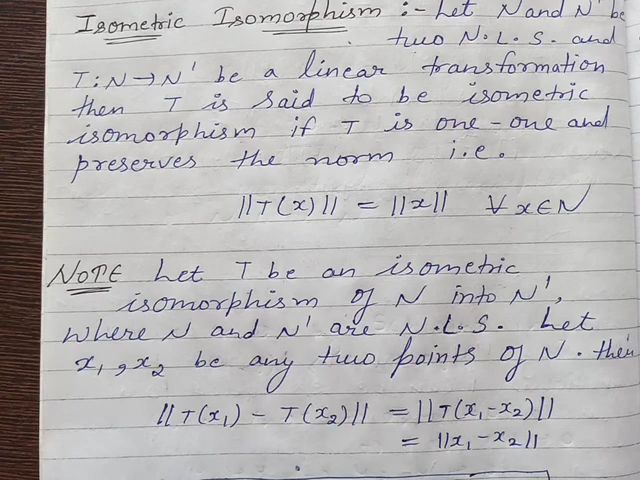 Isometric Isomorphism :- Let N and N' be
two N.L.S. and
T: N→N' be a linear transformation
then T is said to be isometric
isomorphism if T is one-one and
preserves the norm i.e.
||T(x)|| = ||x|| ∀ x∈N
NOTE Let T be an isometric
isomorphism of N into N',
where N and N' are N.L.S. Let
x₁, x₂ be any two points of N. then
||T(x₁) - T(x₂)|| = ||T(x₁-x₂)||
= ||x₁-x₂||